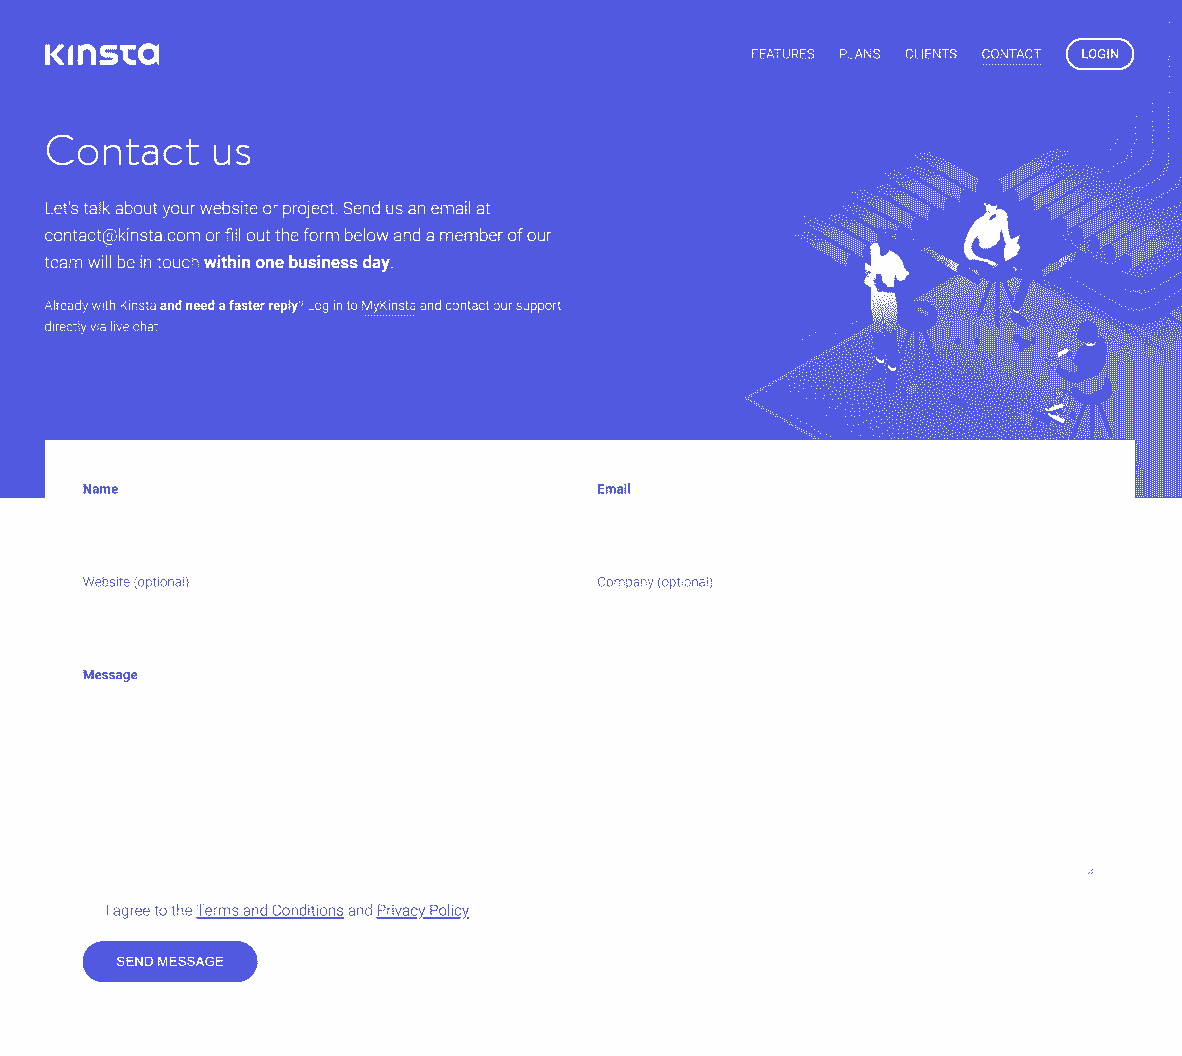 KINSTA
FEATURES PLANS CLIENTS CONTACT LOGIN
Contact us
Let's talk about your website or project. Send us an email at
contact@kinsta.com or fill out the form below and a member of our
team will be in touch within one business day.
Already with Kinsta and need a faster reply? Log in to MyKinsta and contact our support
directly via live chat
Name Email
Website (optional) Company (optional)
Message
I agree to the Terms and Conditions and Privacy Policy
SEND MESSAGE